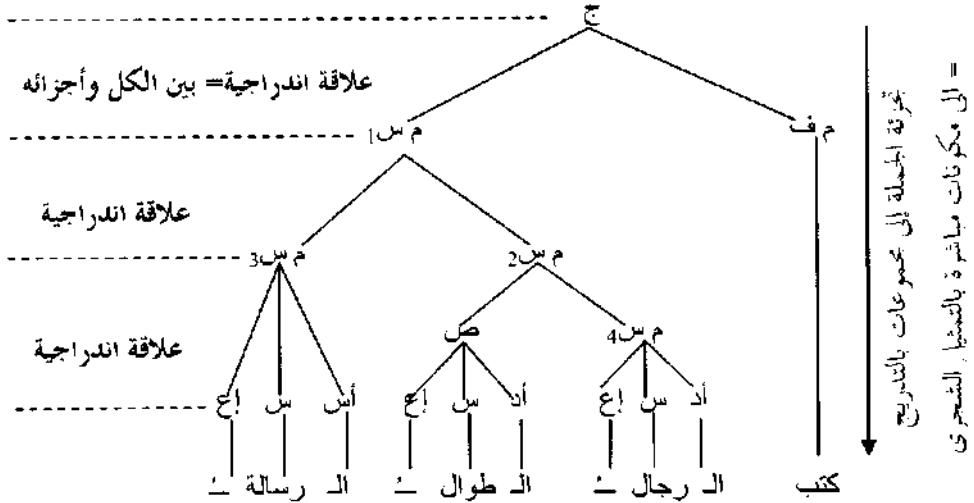 ج
علاقة اندراجية= بين الكل وأجزائه
م ف م س1
علاقة اندراجية
م س2 م س3
م س4 ص
علاقة اندراجية
أد س إع أد س إع أس س إع
كتب الـ رجال ـُ الـ طوال ـُ الـ رسالة ـَـ
تجزئة الجملة إلى مجموعات بالتدريج
= الى مكونات مباشرة بالتمثيل الشجري